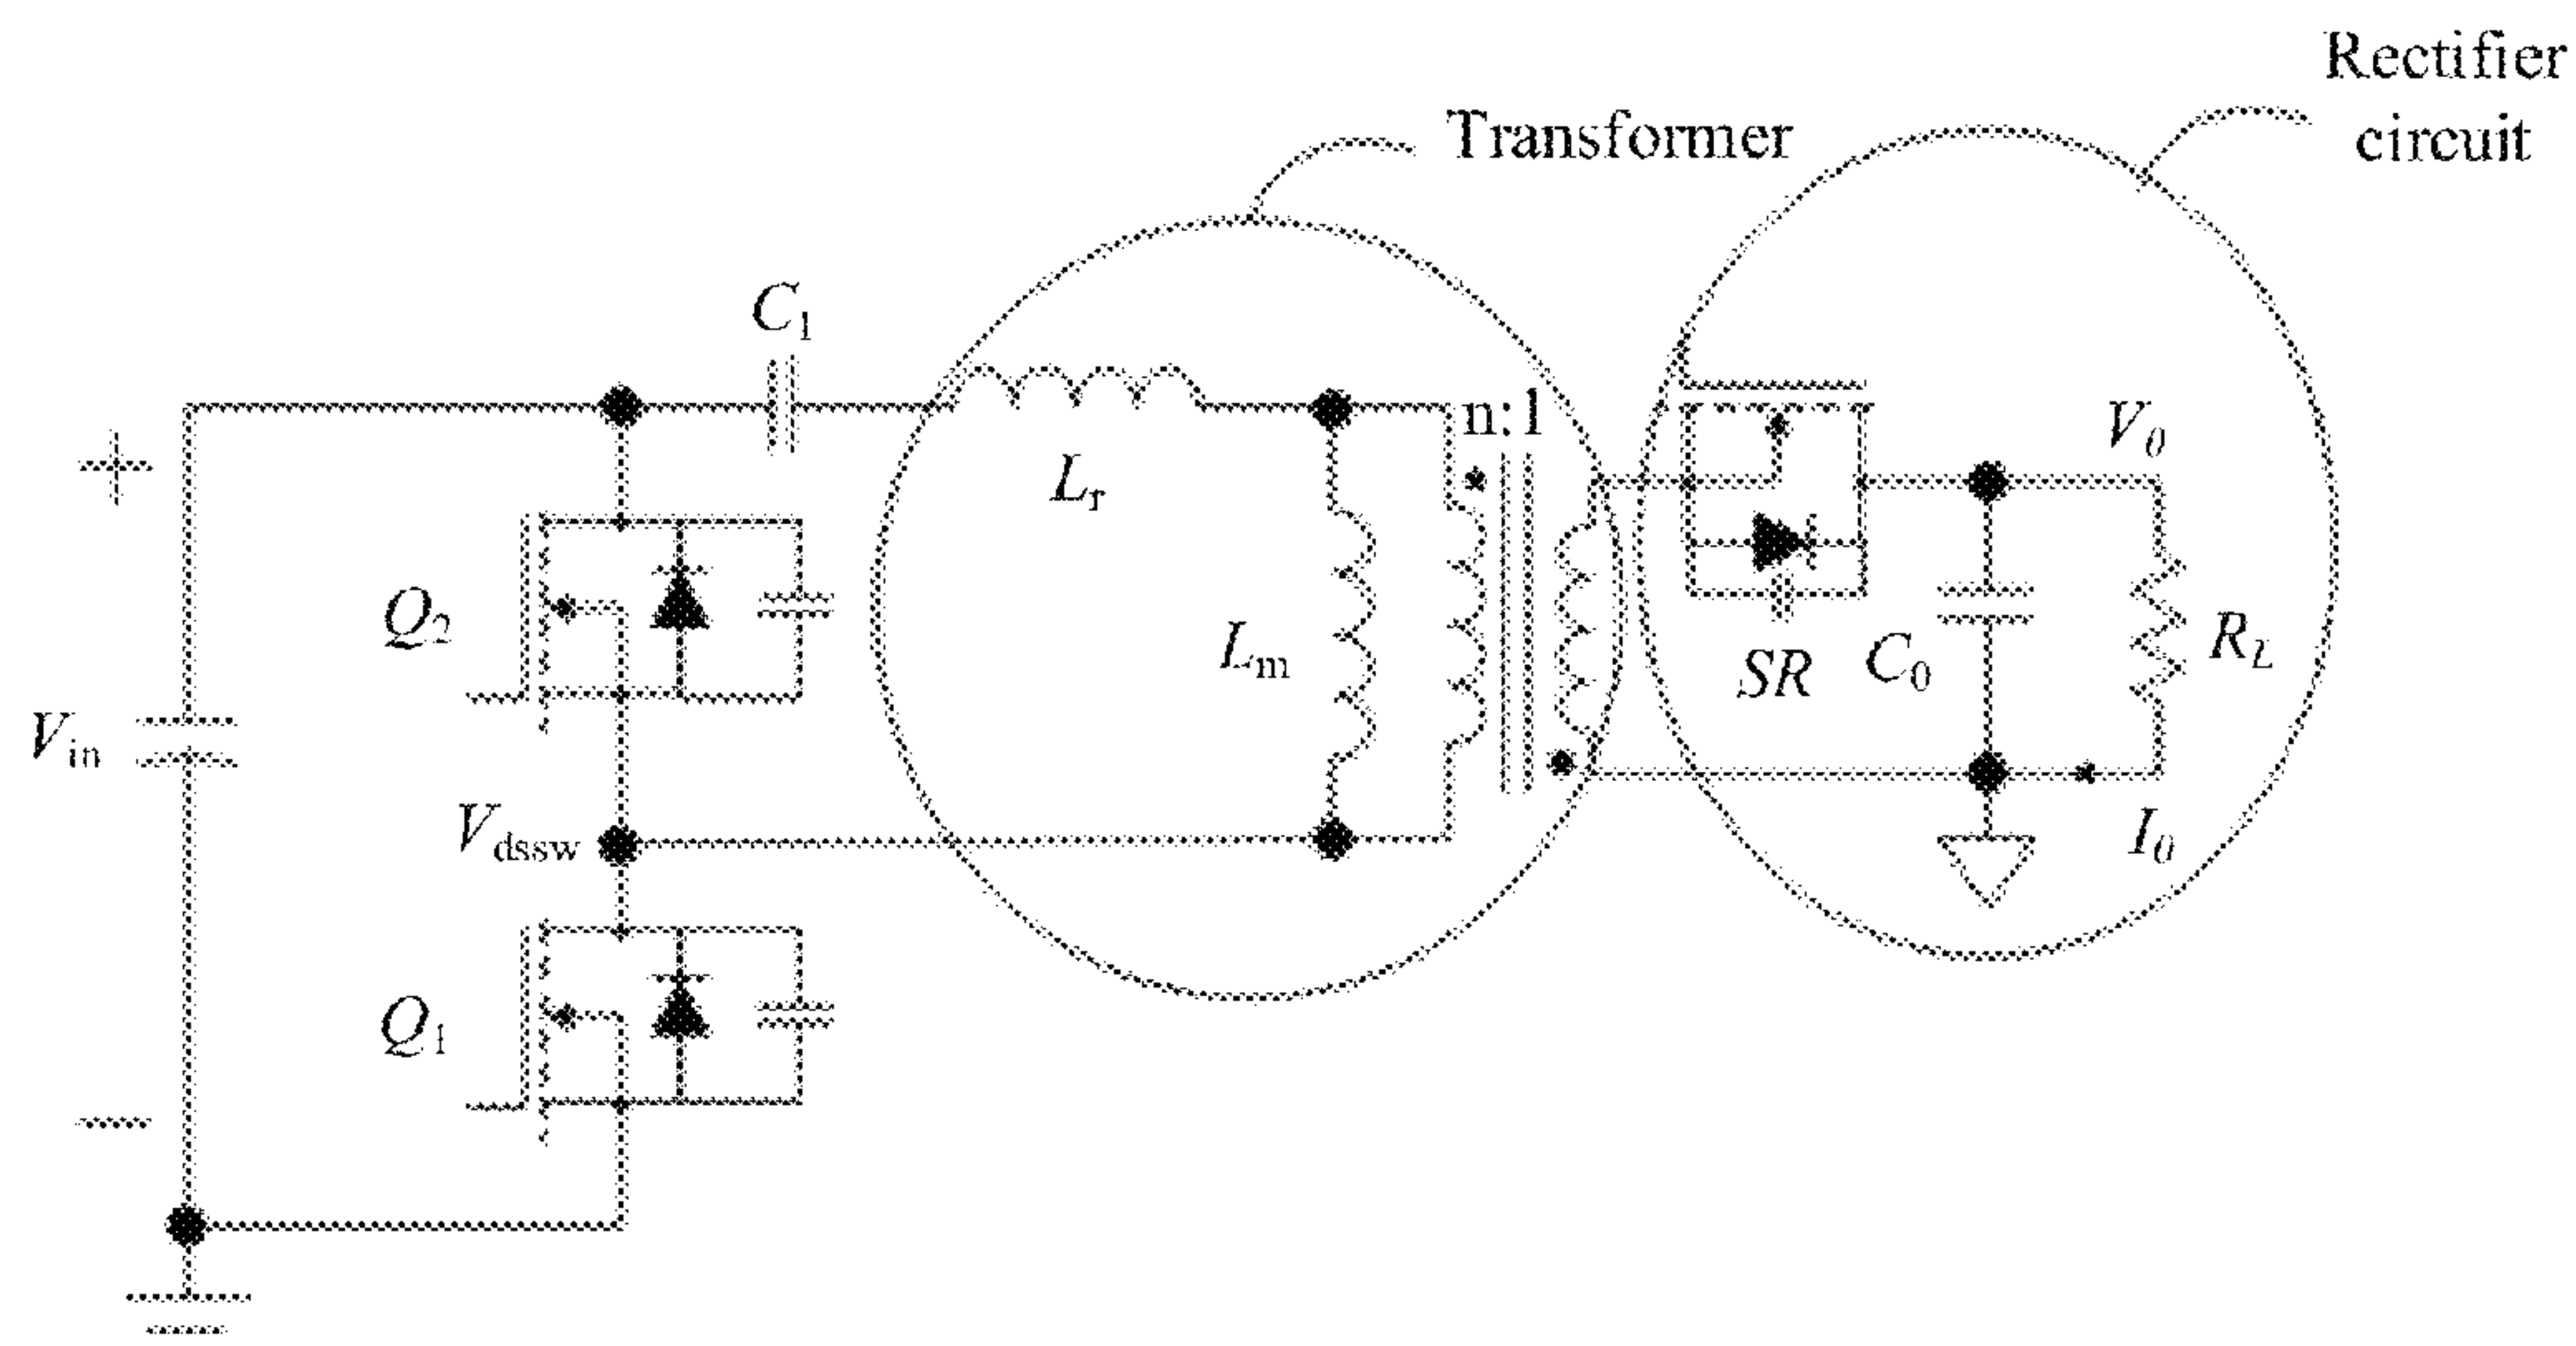 Rectifier
circuit
Transformer
C1
n:1
V0
Lr
Q2
Lm
SR
C0
RL
+
Vin
Vdssw
I0
Q1
−